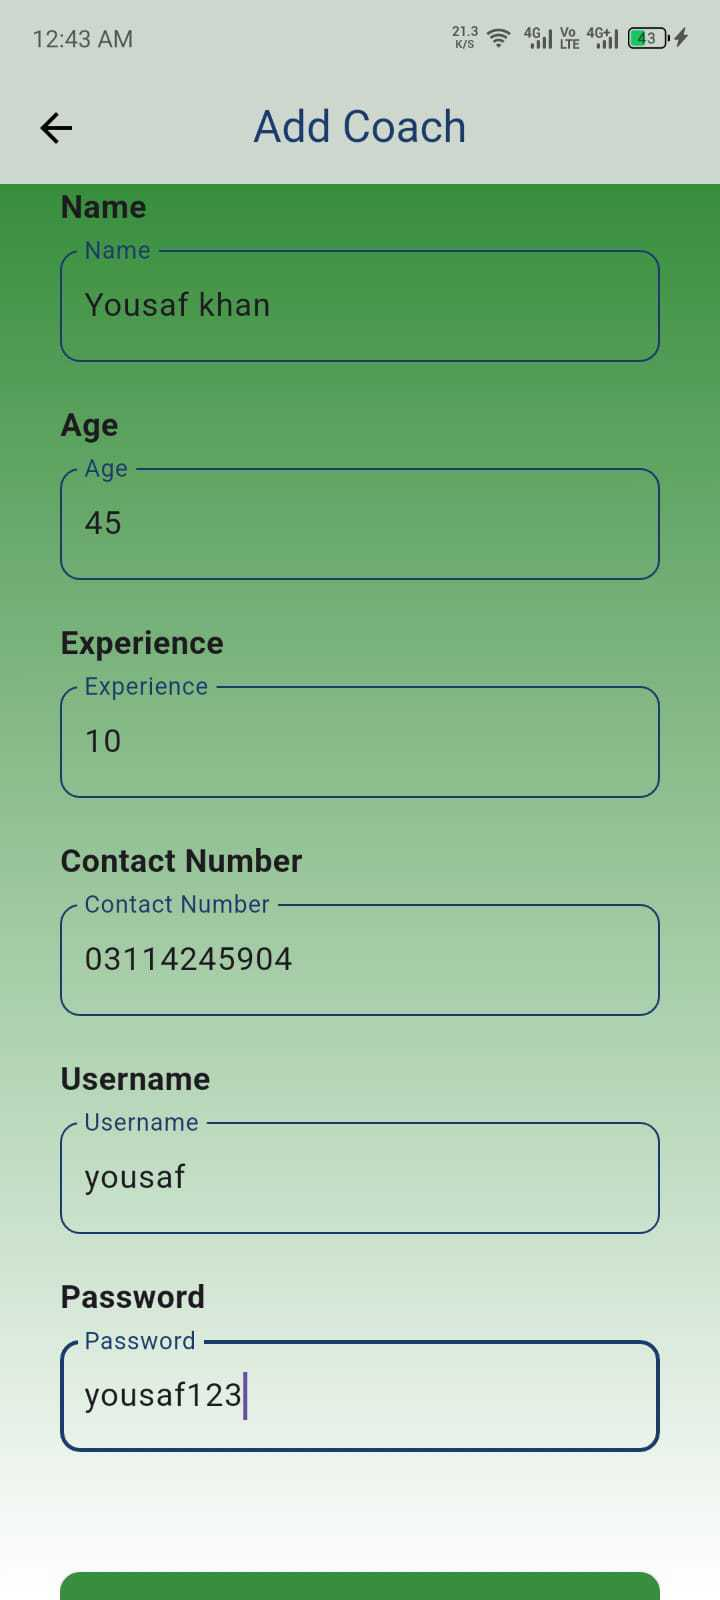 12:43 AM 21.3 K/S 4G Vo LTE 4G+ 43
Add Coach
Name
Name
Yousaf khan
Age
Age
45
Experience
Experience
10
Contact Number
Contact Number
03114245904
Username
Username
yousaf
Password
Password
yousaf123